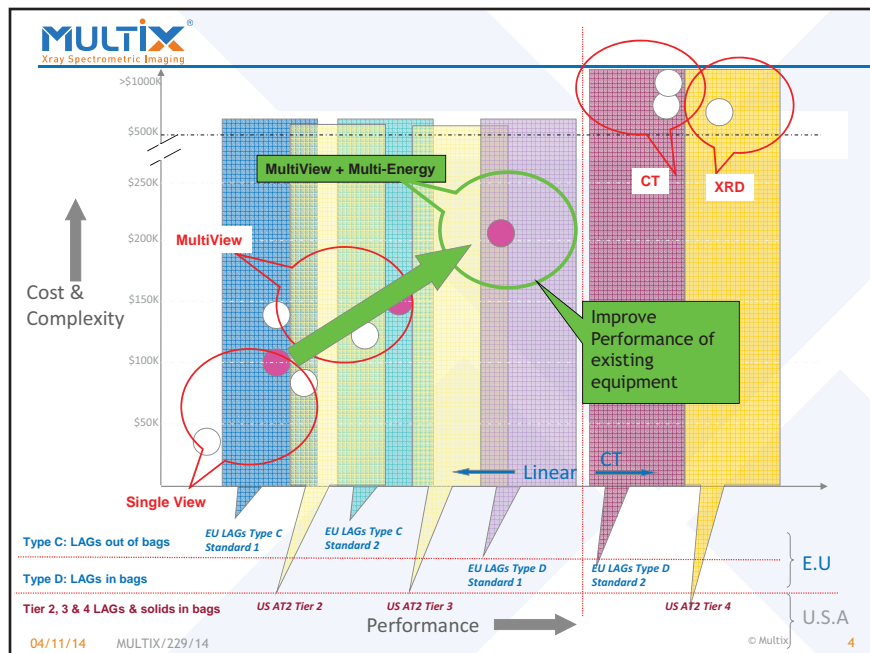 MULTIX®
Xray Spectrometric Imaging
>$1000K
$500K
$250K
$200K
$150K
$100K
$50K
Cost &
Complexity
MultiView + Multi-Energy
MultiView
Single View
CT
XRD
Improve
Performance of
existing
equipment
Linear
CT
EU LAGs Type C
Standard 1
EU LAGs Type C
Standard 2
EU LAGs Type D
Standard 1
EU LAGs Type D
Standard 2
Type C: LAGs out of bags
Type D: LAGs in bags
Tier 2, 3 & 4 LAGs & solids in bags
US AT2 Tier 2
US AT2 Tier 3
US AT2 Tier 4
E.U
U.S.A
Performance
04/11/14
MULTIX/229/14
© Multix
4